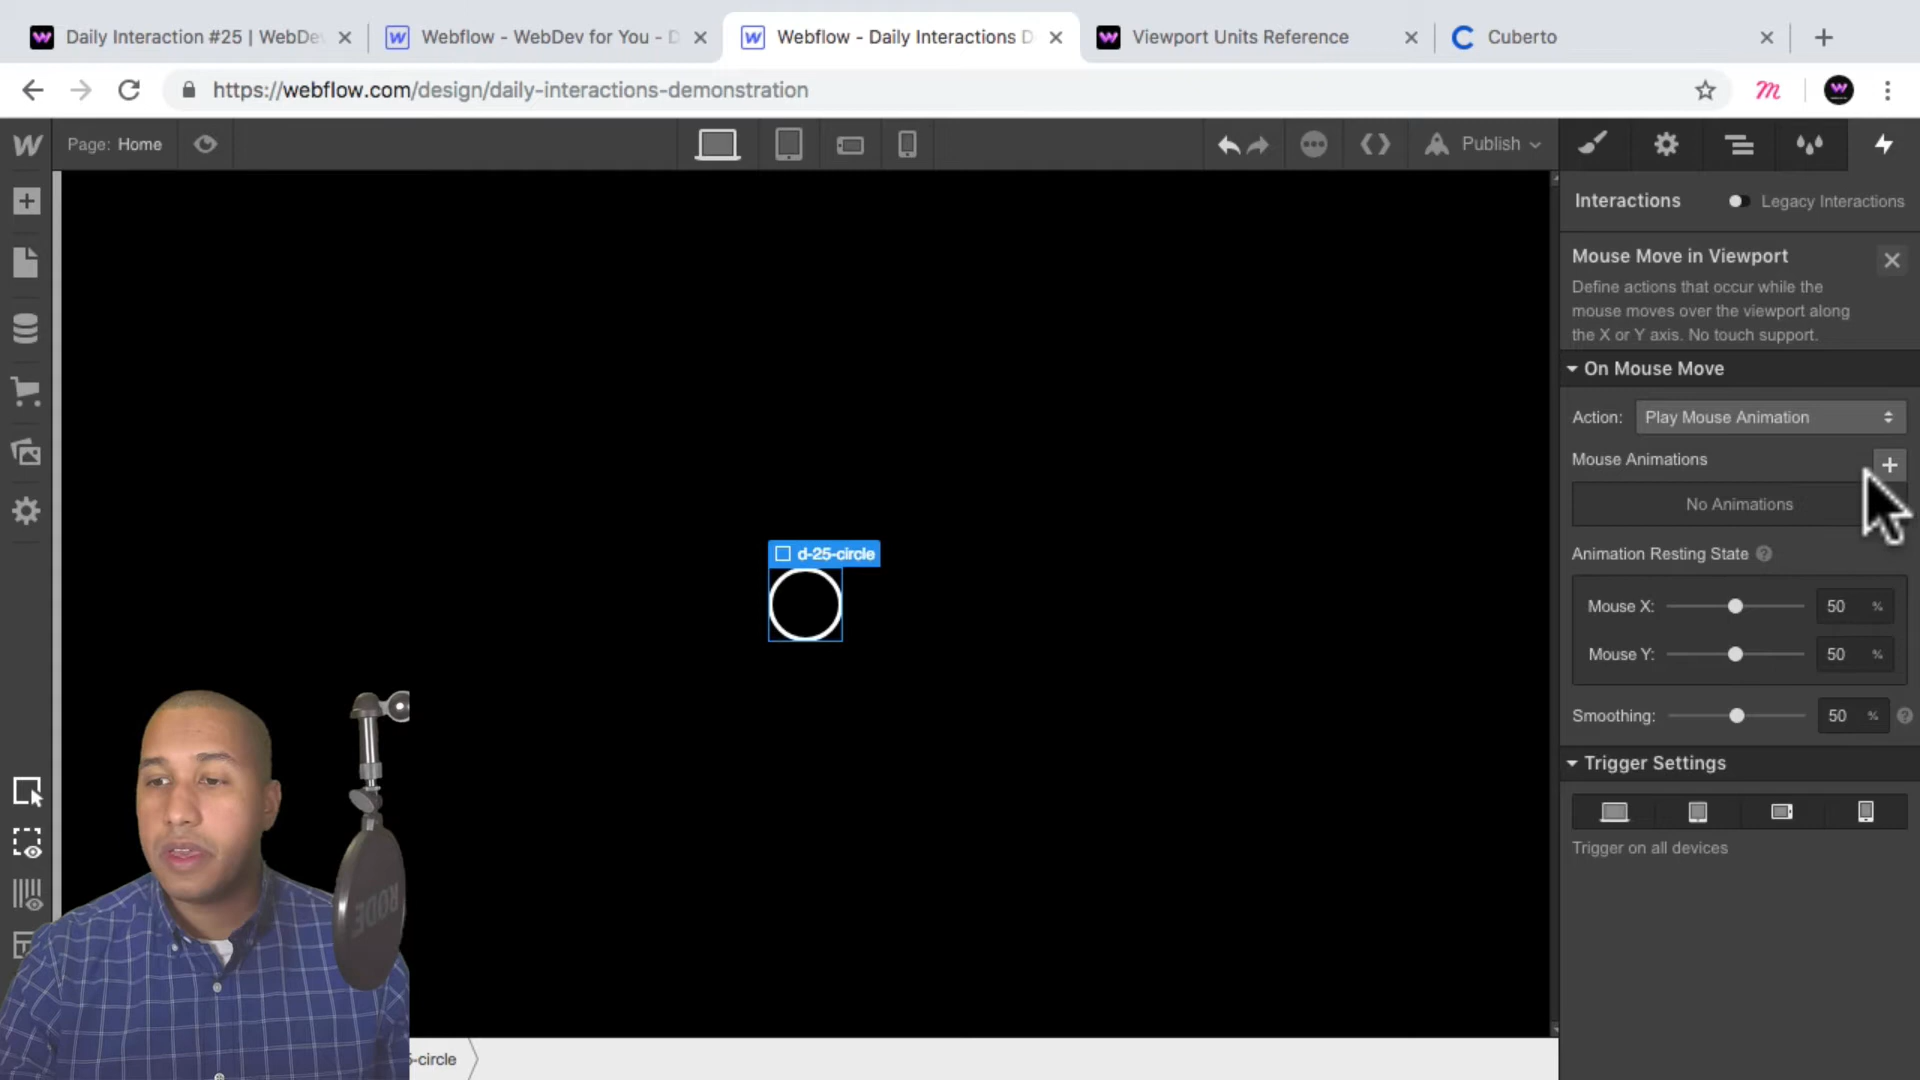 Daily Interaction #25 | WebDev
Webflow - WebDev for You - D
Webflow - Daily Interactions D
Viewport Units Reference
Cuberto
https://webflow.com/design/daily-interactions-demonstration
Page: Home
Publish
Interactions
Legacy Interactions
Mouse Move in Viewport
Define actions that occur while the
mouse moves over the viewport along
the X or Y axis. No touch support.
On Mouse Move
Action: Play Mouse Animation
Mouse Animations
No Animations
d-25-circle
Animation Resting State
Mouse X: 50 %
Mouse Y: 50 %
Smoothing: 50 %
Trigger Settings
Trigger on all devices
RODE
-circle